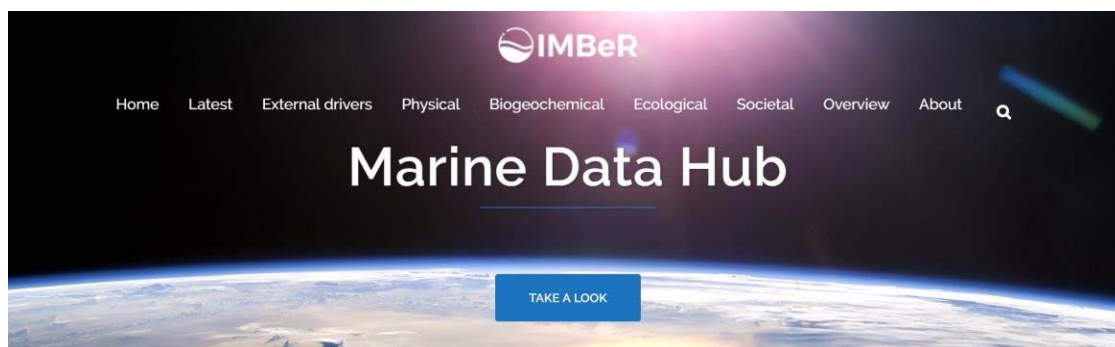 IMBeR
Home Latest External drivers Physical Biogeochemical Ecological Societal Overview About
Marine Data Hub
TAKE A LOOK